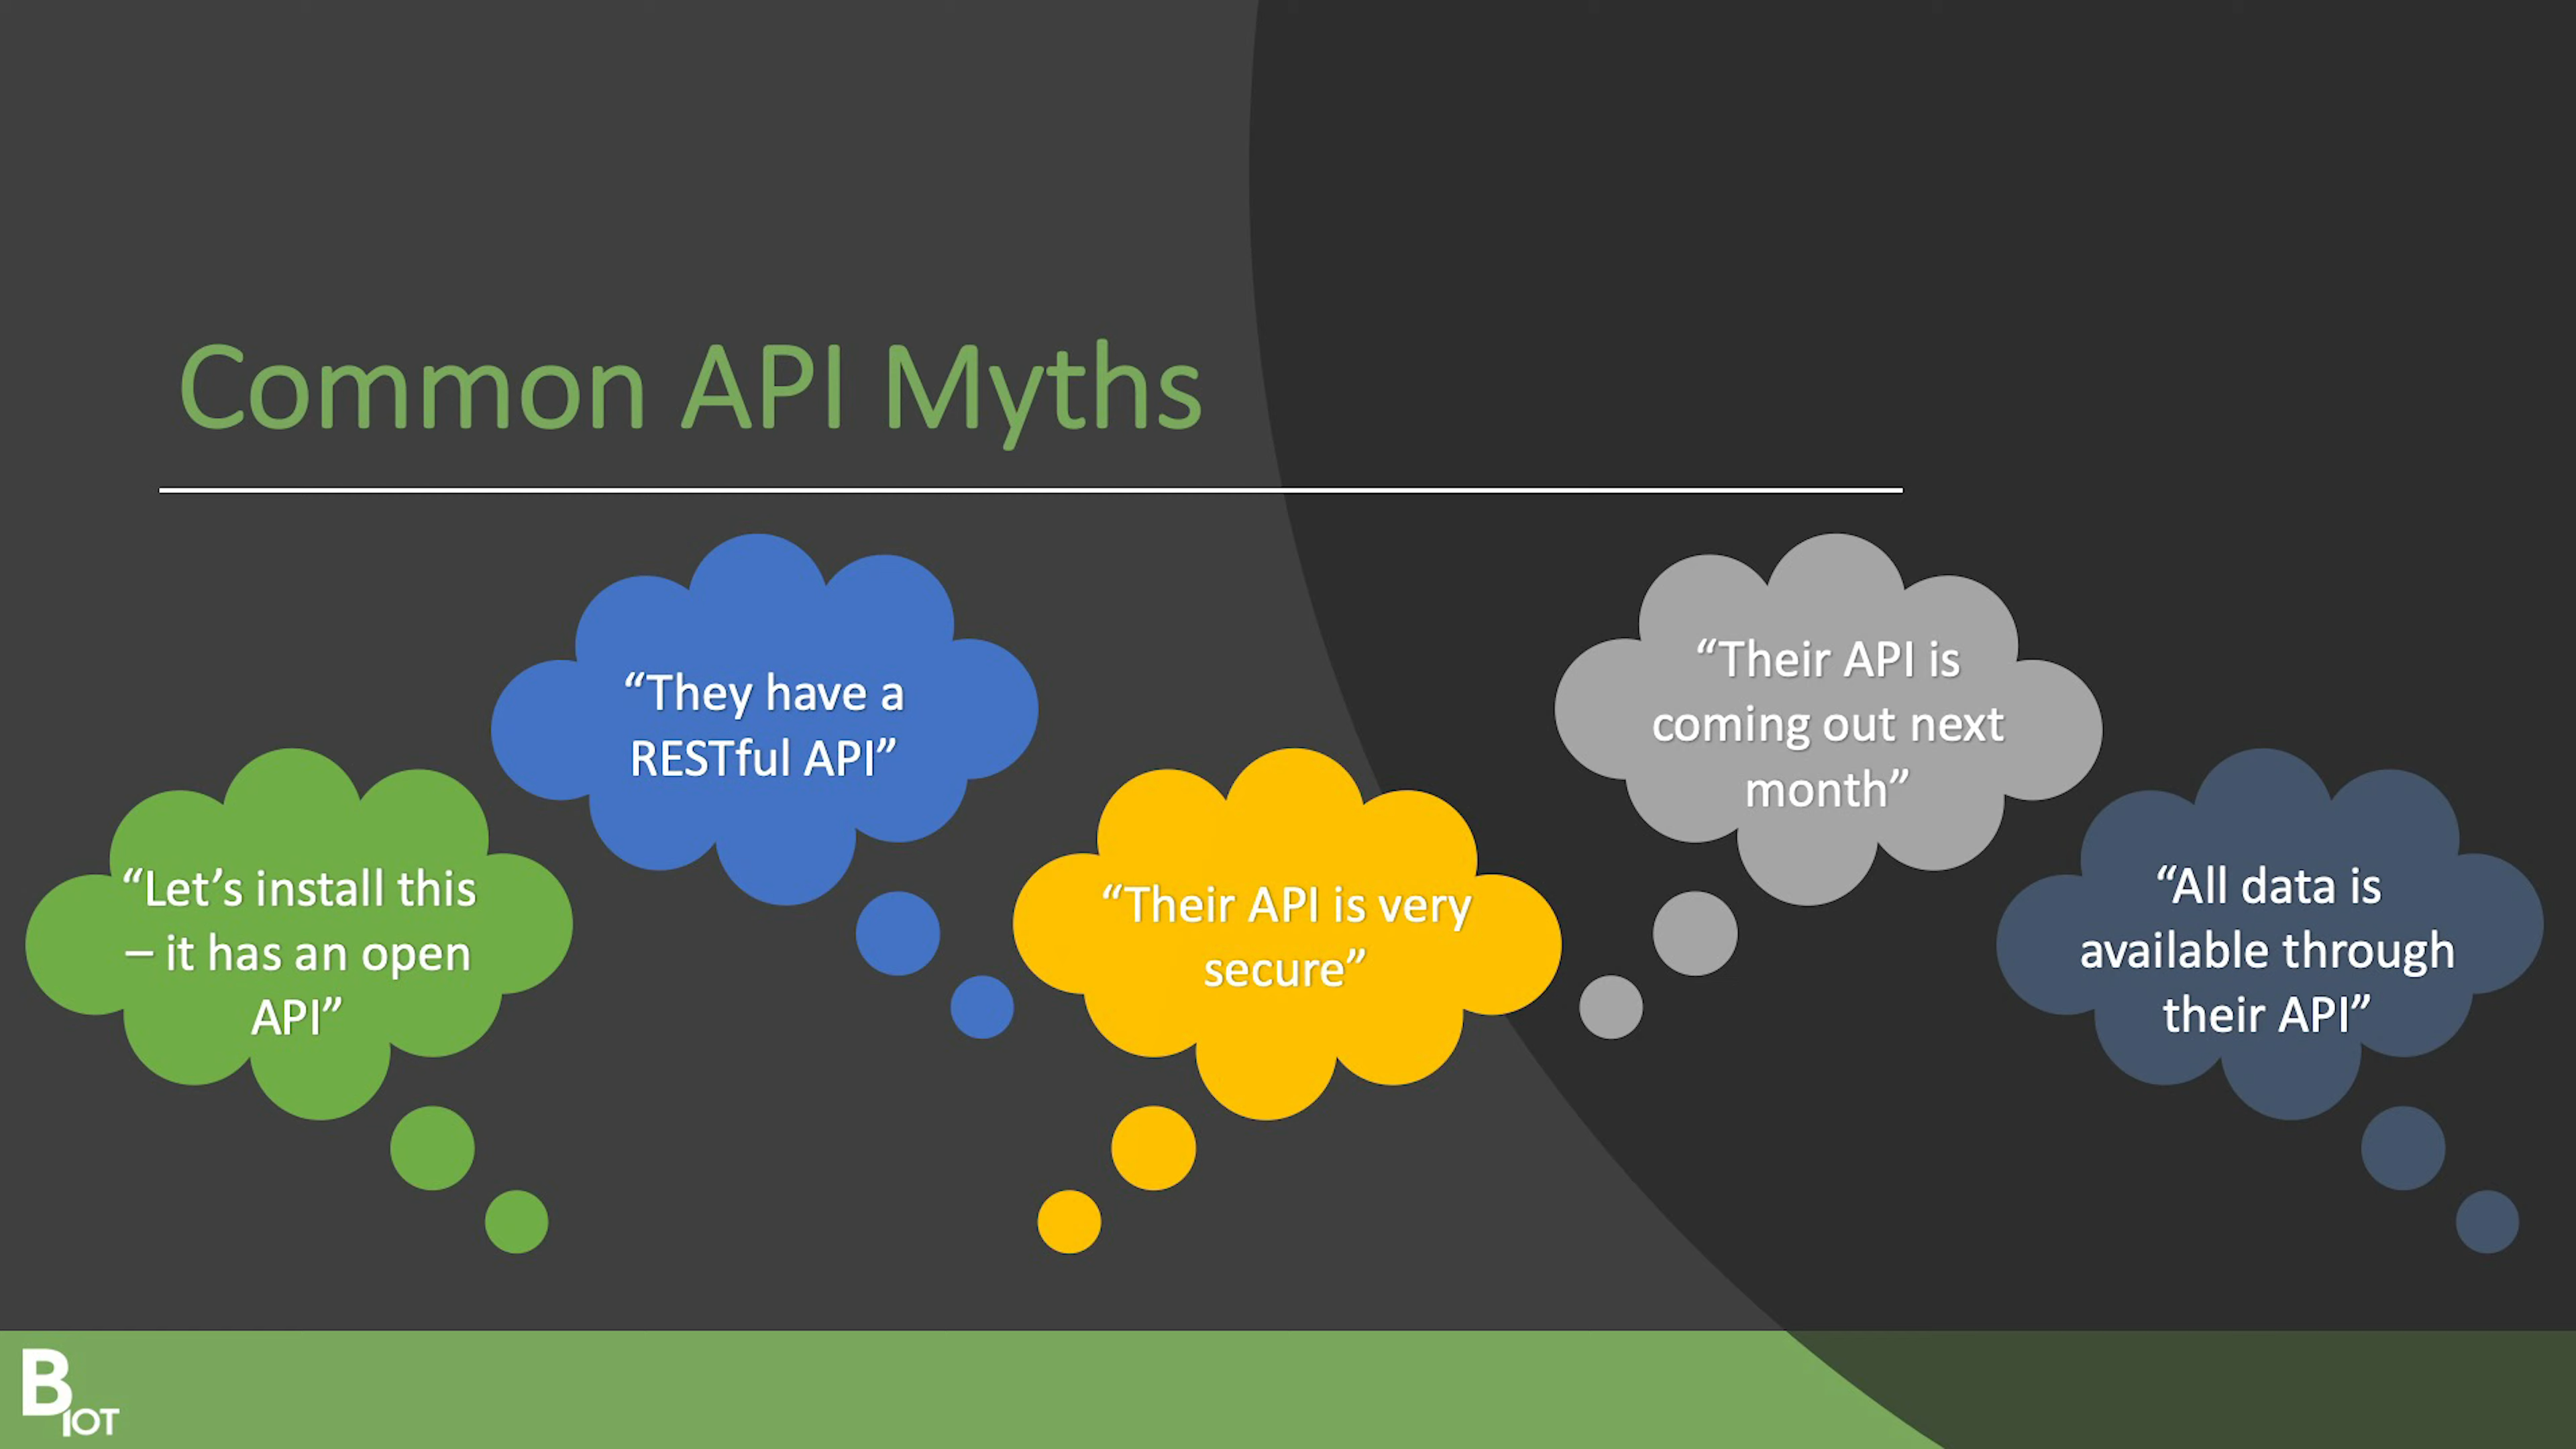 Common API Myths
“Let’s install this
– it has an open
API”
“They have a
RESTful API”
“Their API is very
secure”
“Their API is
coming out next
month”
“All data is
available through
their API”
B
IOT